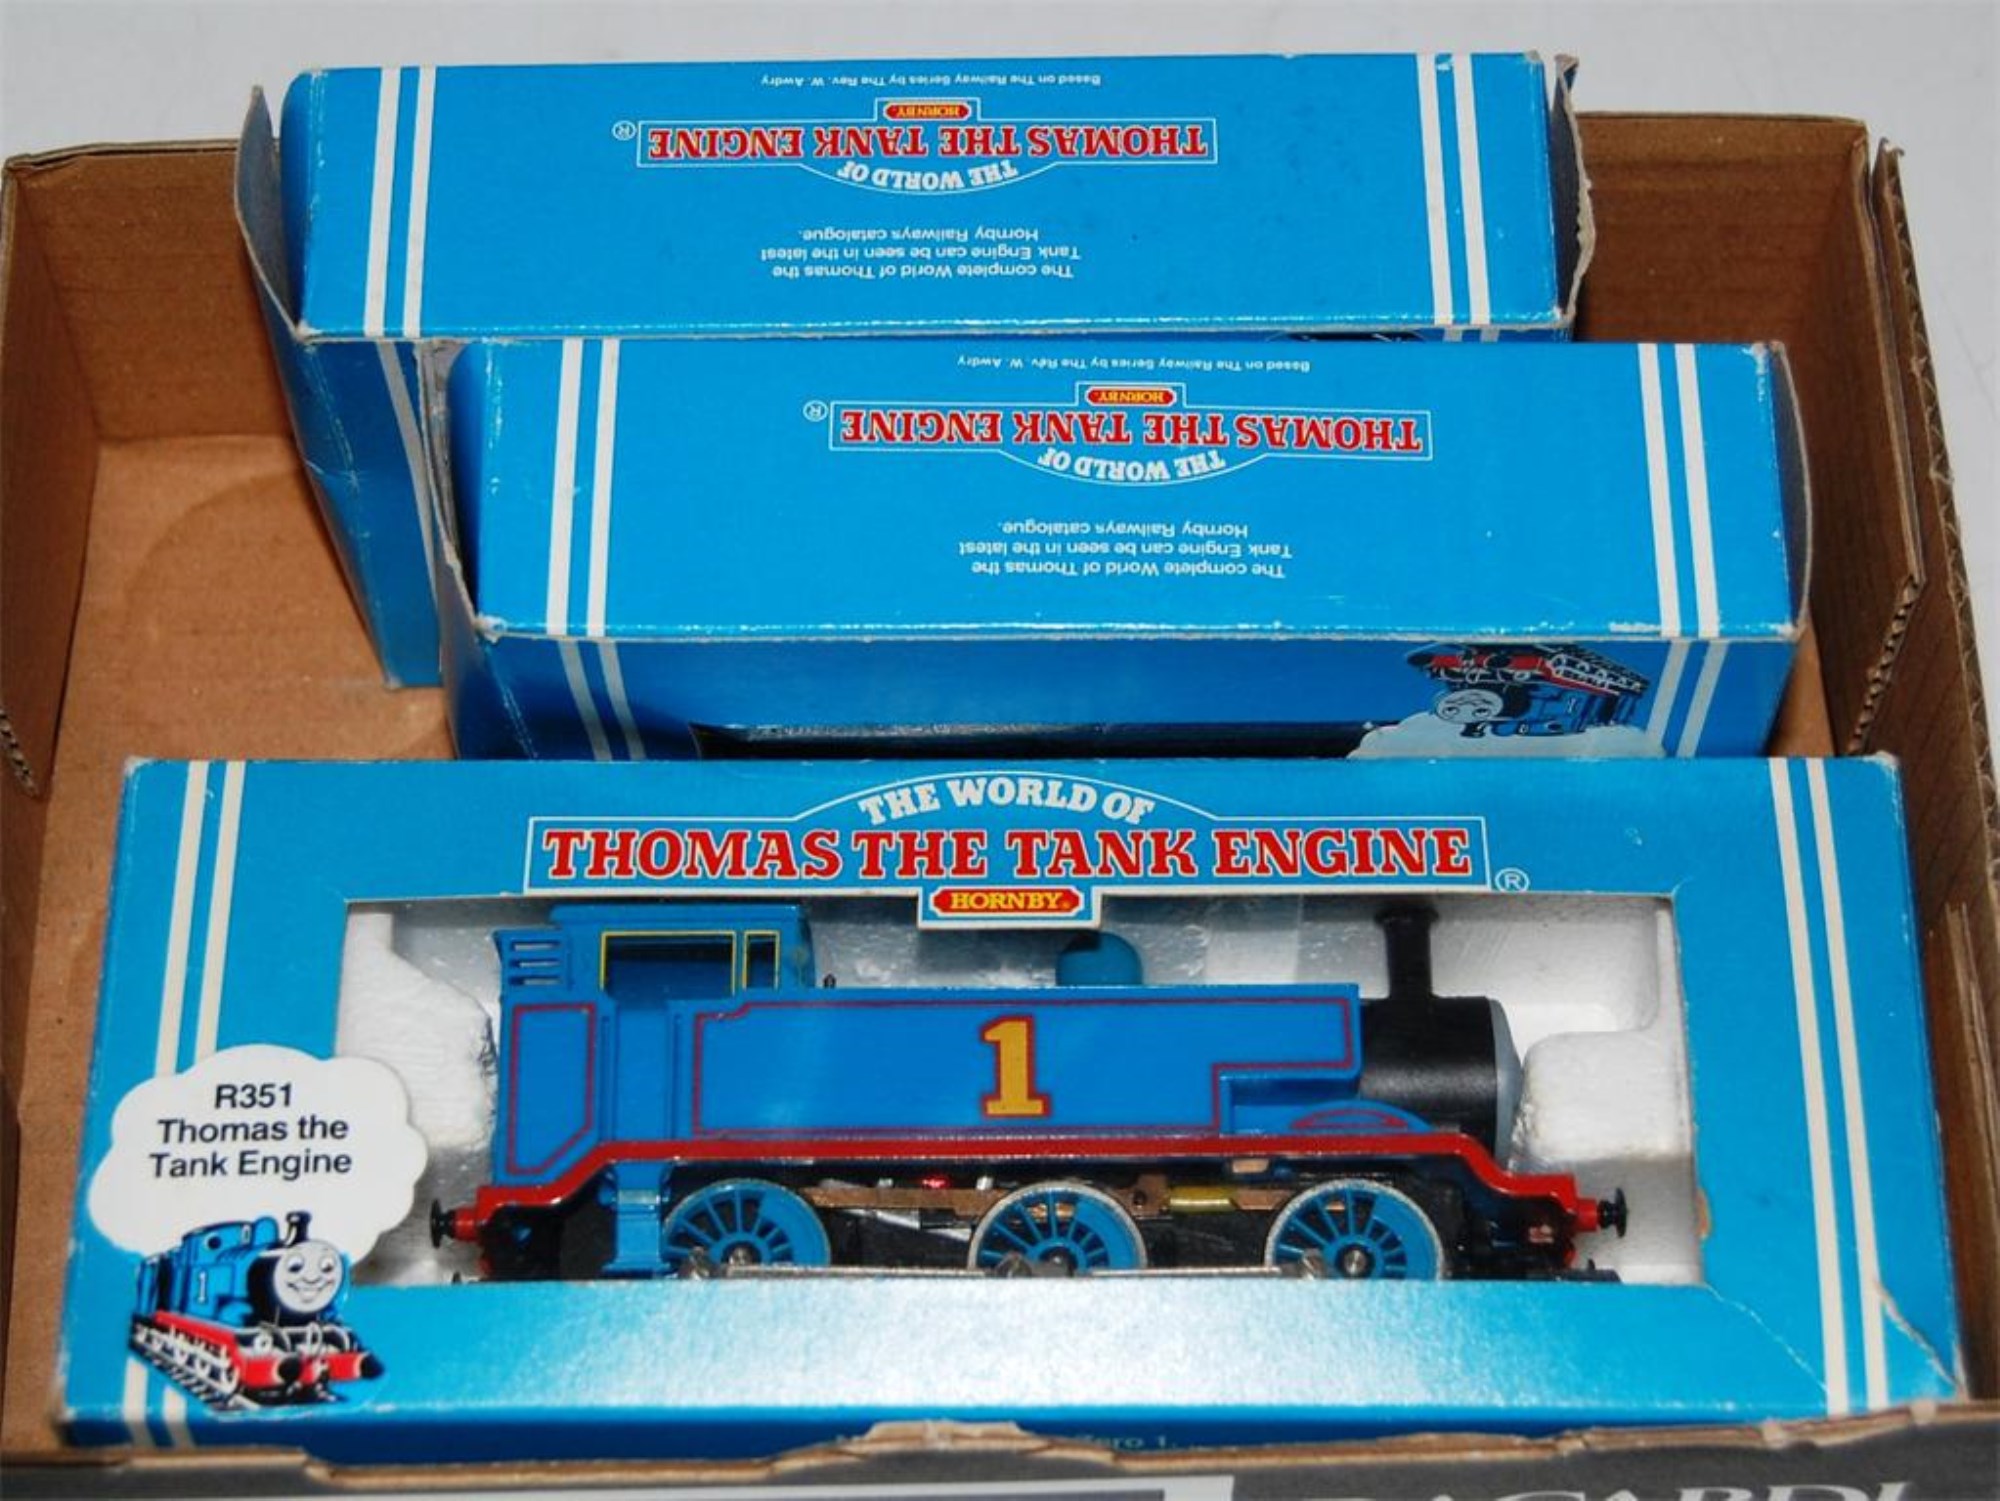 Based on The Railway Series by The Rev. W. Awdry
HORNBY
THOMAS THE TANK ENGINE ®
THE WORLD OF
The complete World of Thomas the
Tank Engine can be seen in the latest
Hornby Railways catalogue.
Based on The Railway Series by The Rev. W. Awdry
HORNBY
THOMAS THE TANK ENGINE ®
THE WORLD OF
The complete World of Thomas the
Tank Engine can be seen in the latest
Hornby Railways catalogue.
THE WORLD OF
THOMAS THE TANK ENGINE ®
HORNBY®
1
R351
Thomas the
Tank Engine
1